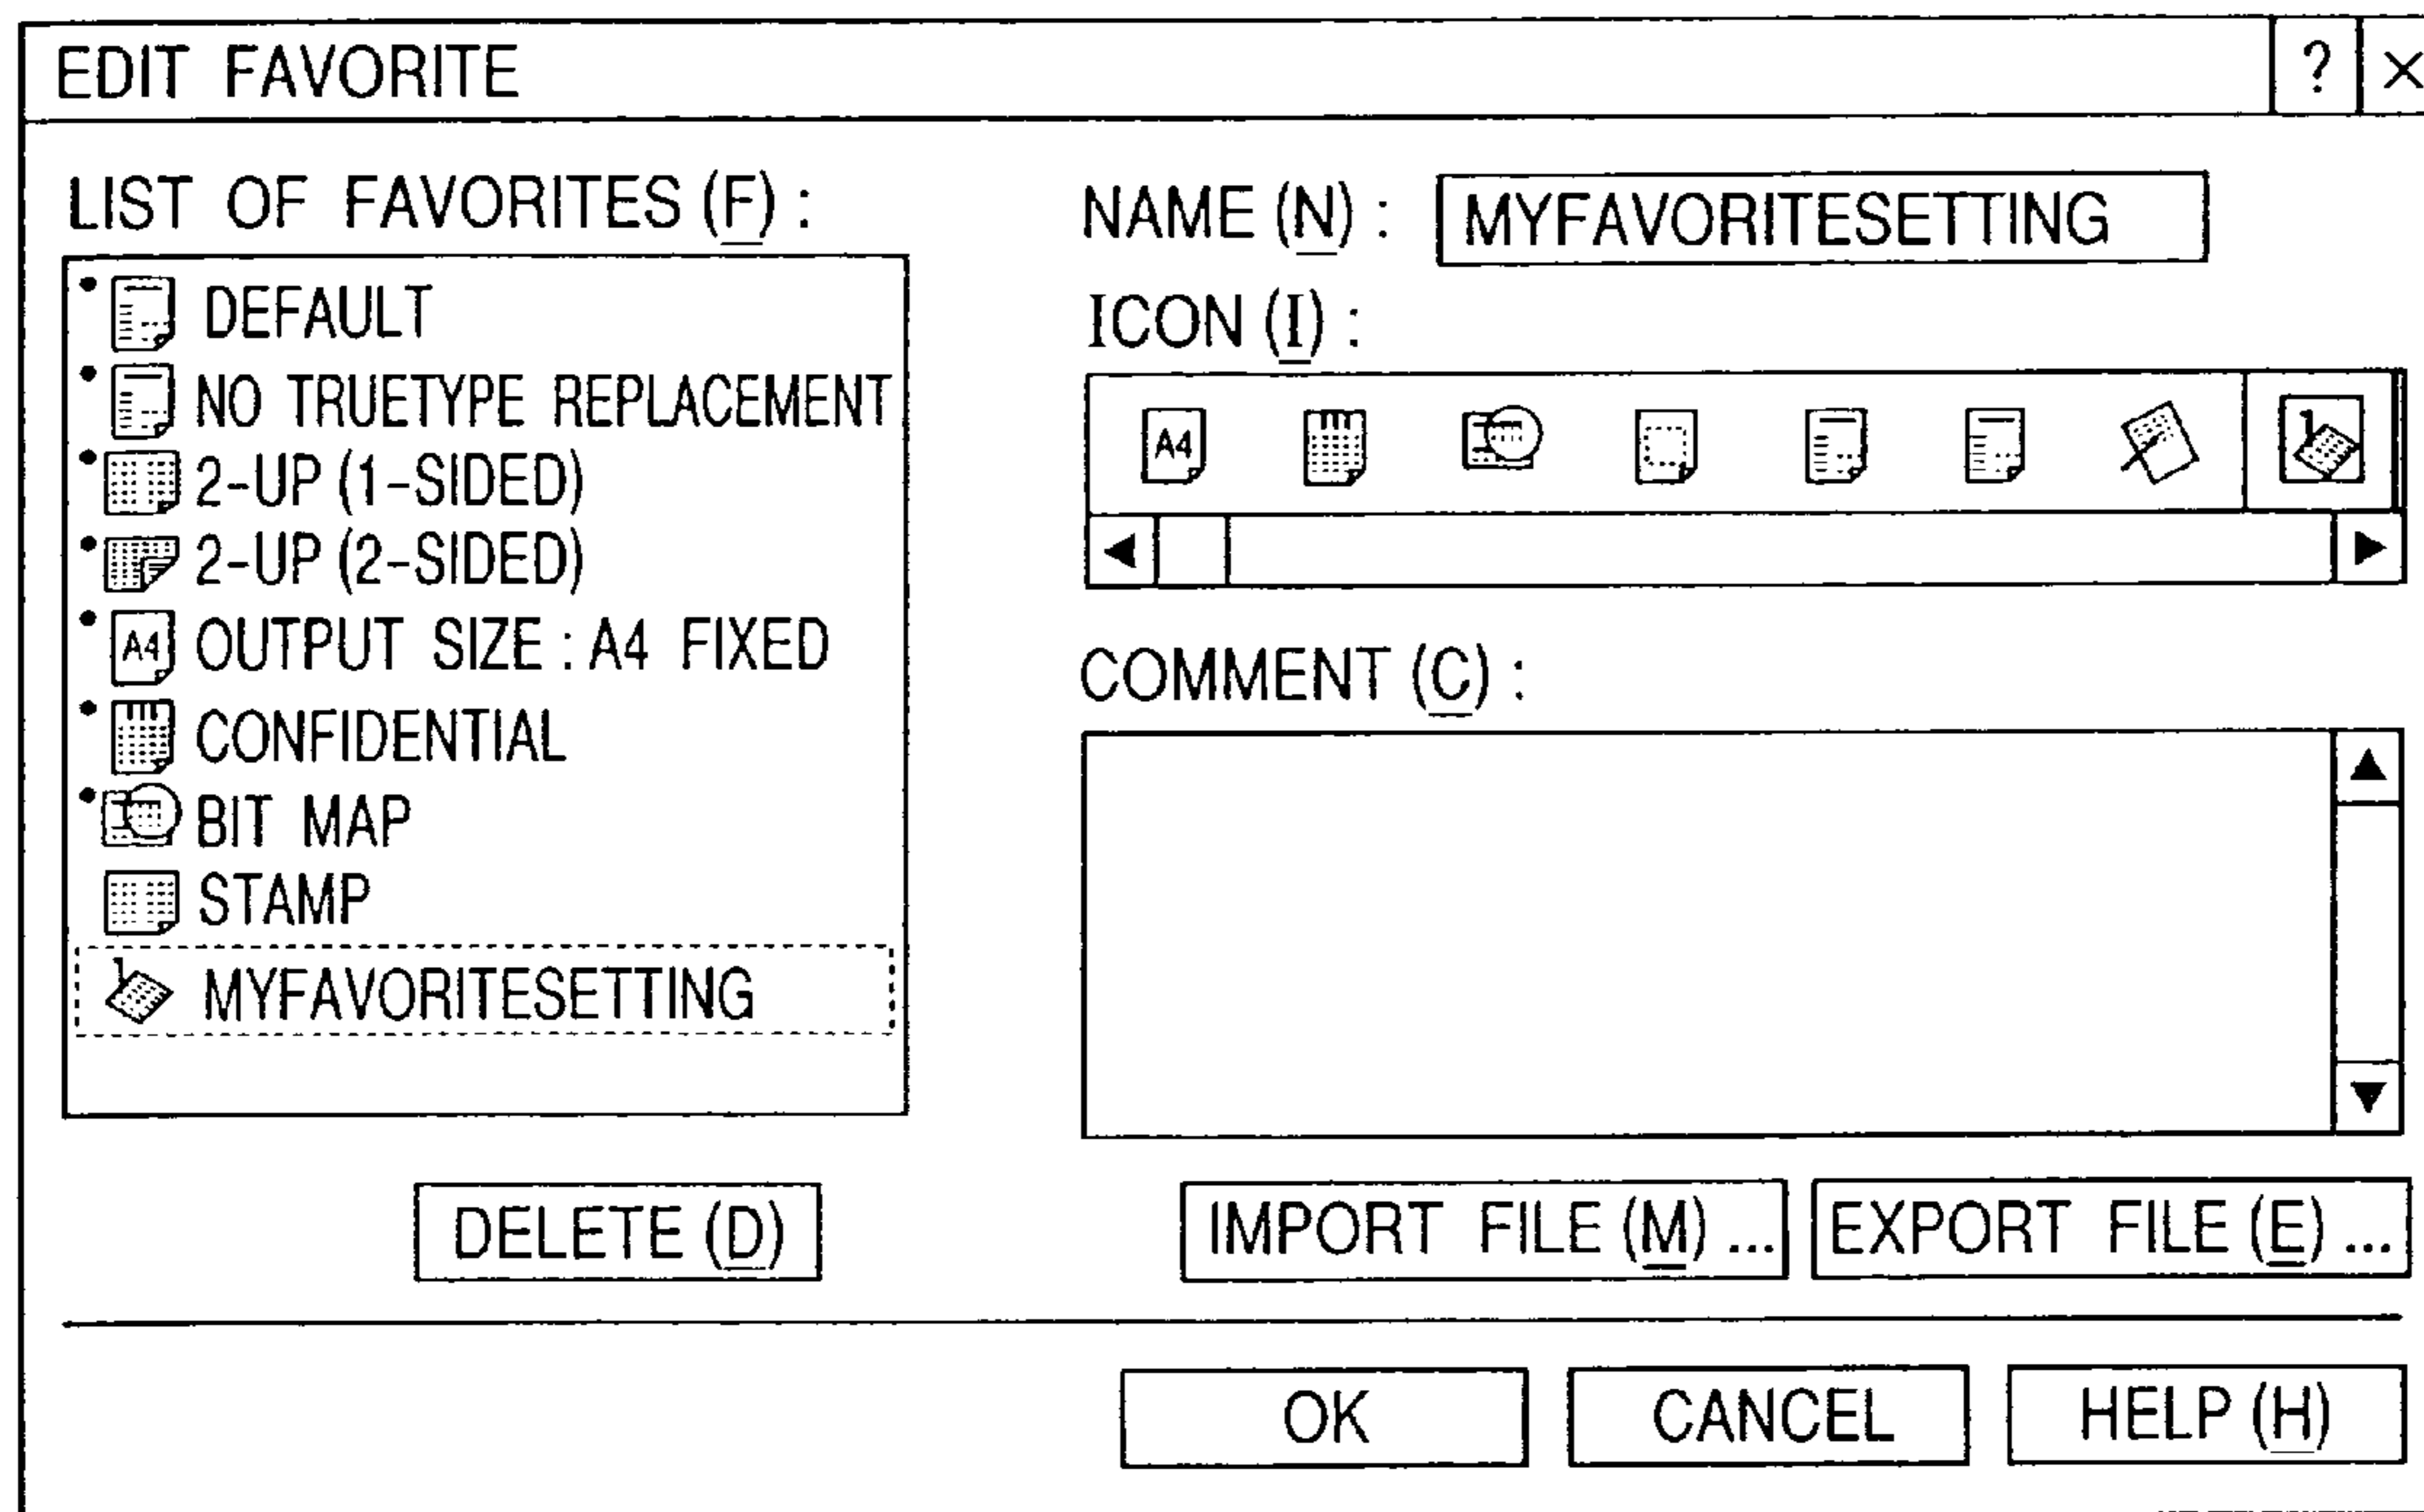 EDIT FAVORITE ? ×
LIST OF FAVORITES (F) :
DEFAULT
NO TRUETYPE REPLACEMENT
2-UP (1-SIDED)
2-UP (2-SIDED)
A4 OUTPUT SIZE : A4 FIXED
CONFIDENTIAL
BIT MAP
STAMP
MYFAVORITESETTING
DELETE (D)
NAME (N) : MYFAVORITESETTING
ICON (I) :
A4
COMMENT (C) :
IMPORT FILE (M) ... EXPORT FILE (E) ...
OK CANCEL HELP (H)